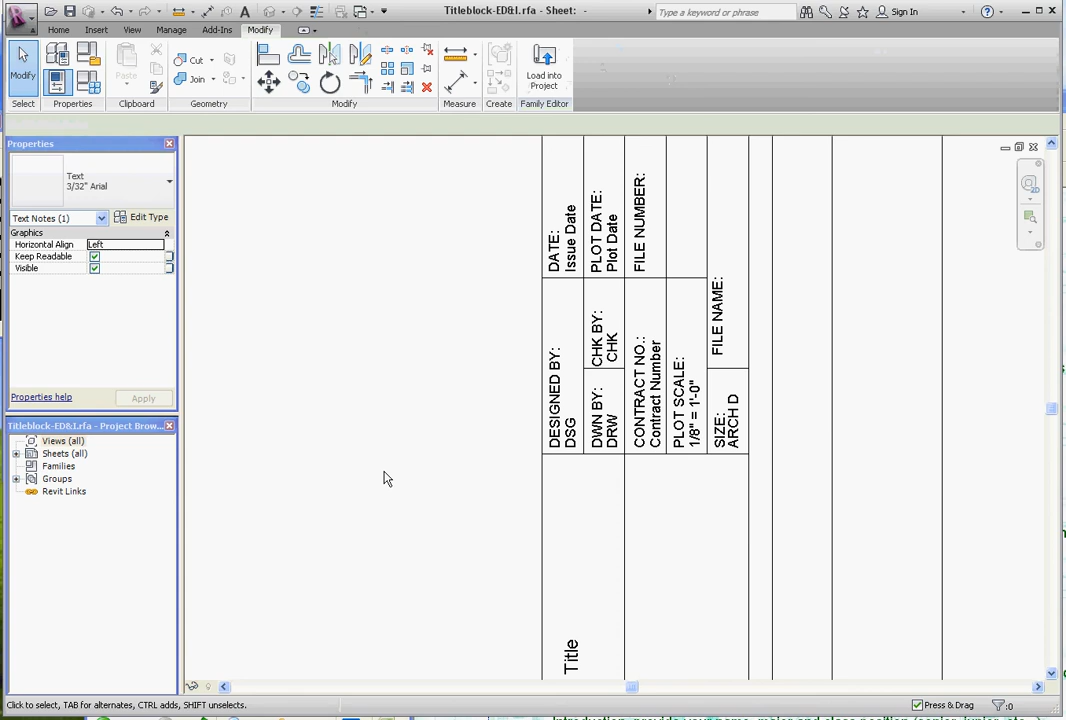 Titleblock-ED&I.rfa - Sheet: -
Type a keyword or phrase
Sign In
Home Insert View Manage Add-Ins Modify
Modify
Paste
Cut
Join
Load into
Project
Select Properties Clipboard Geometry Modify Measure Create Family Editor
Properties
Text
3/32" Arial
Text Notes (1)
Edit Type
Graphics
Horizontal Align Left
Keep Readable
Visible
Properties help
Apply
Titleblock-ED&I.rfa - Project Brow...
Views (all)
Sheets (all)
Families
Groups
Revit Links
DATE:
Issue Date
PLOT DATE:
Plot Date
FILE NUMBER:
DESIGNED BY:
DSG
CHK BY:
CHK
DWN BY:
DRW
CONTRACT NO.:
Contract Number
PLOT SCALE:
1/8" = 1'-0"
FILE NAME:
SIZE:
ARCH D
Title
2D
Click to select, TAB for alternates, CTRL adds, SHIFT unselects.
Press & Drag
:0